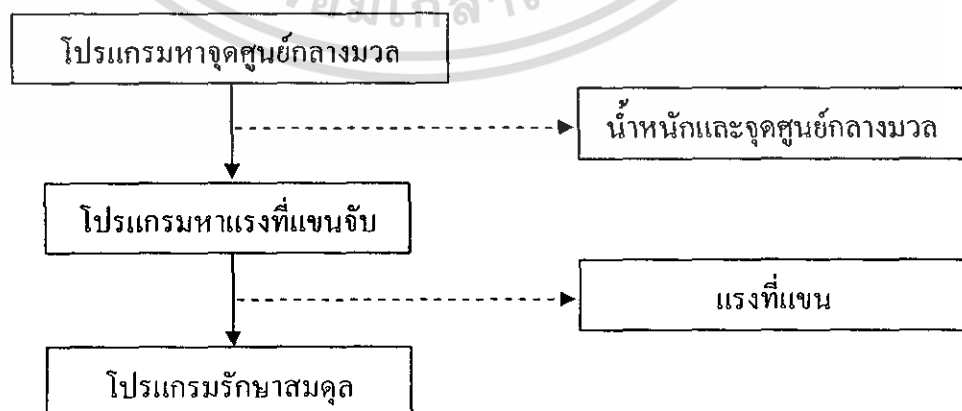 โปรแกรมหาจุดศูนย์กลางมวล
น้ำหนักและจุดศูนย์กลางมวล
โปรแกรมหาแรงที่แขนจับ
แรงที่แขน
โปรแกรมรักษาสมดุล